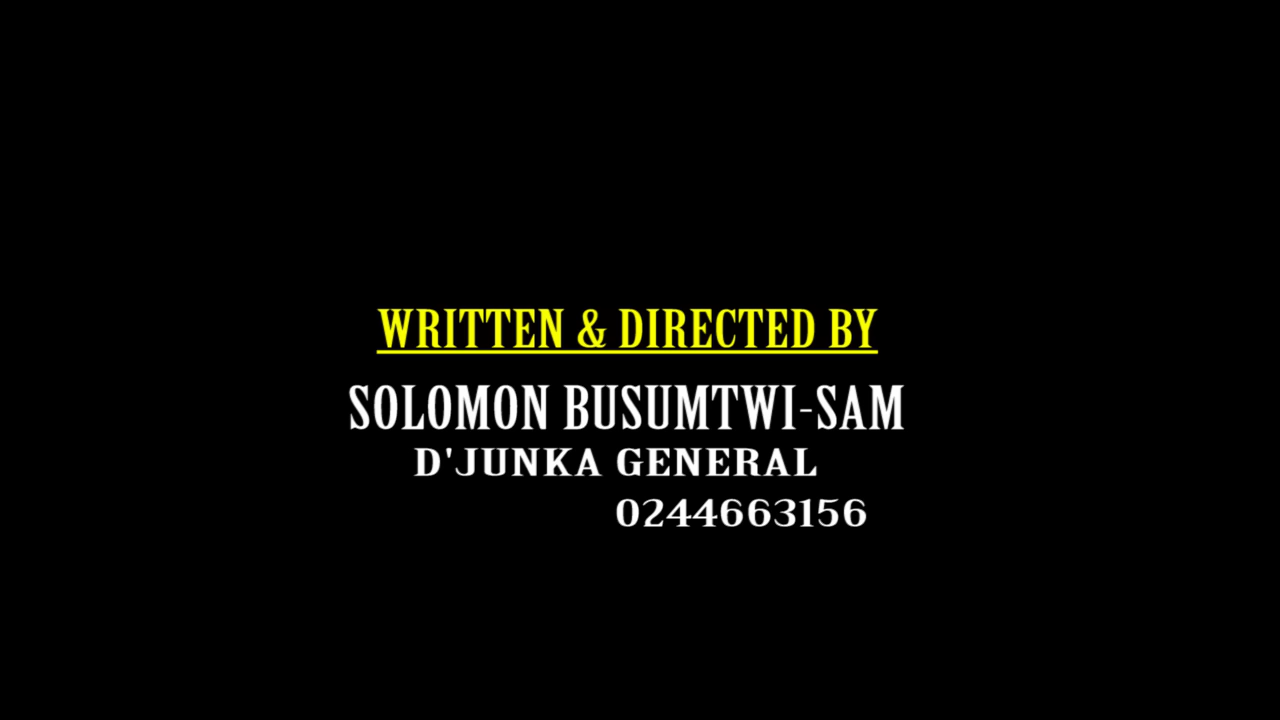 WRITTEN & DIRECTED BY
SOLOMON BUSUMTWI-SAM
D'JUNKA GENERAL
0244663156